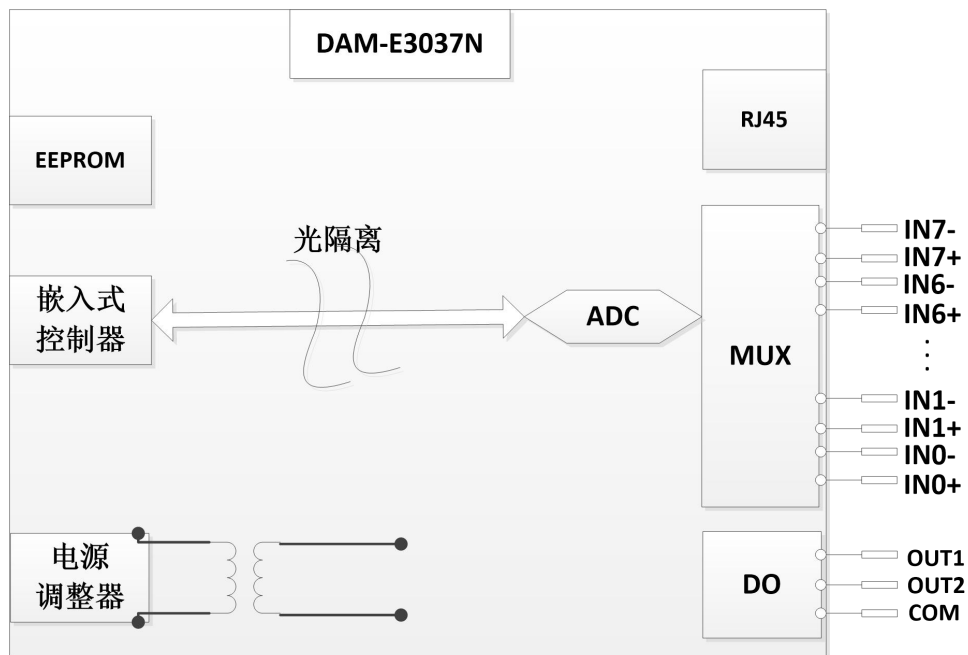 DAM-E3037N
RJ45
EEPROM
光隔离
嵌入式
控制器
ADC
MUX
IN7-
IN7+
IN6-
IN6+
IN1-
IN1+
IN0-
IN0+
电源
调整器
DO
OUT1
OUT2
COM